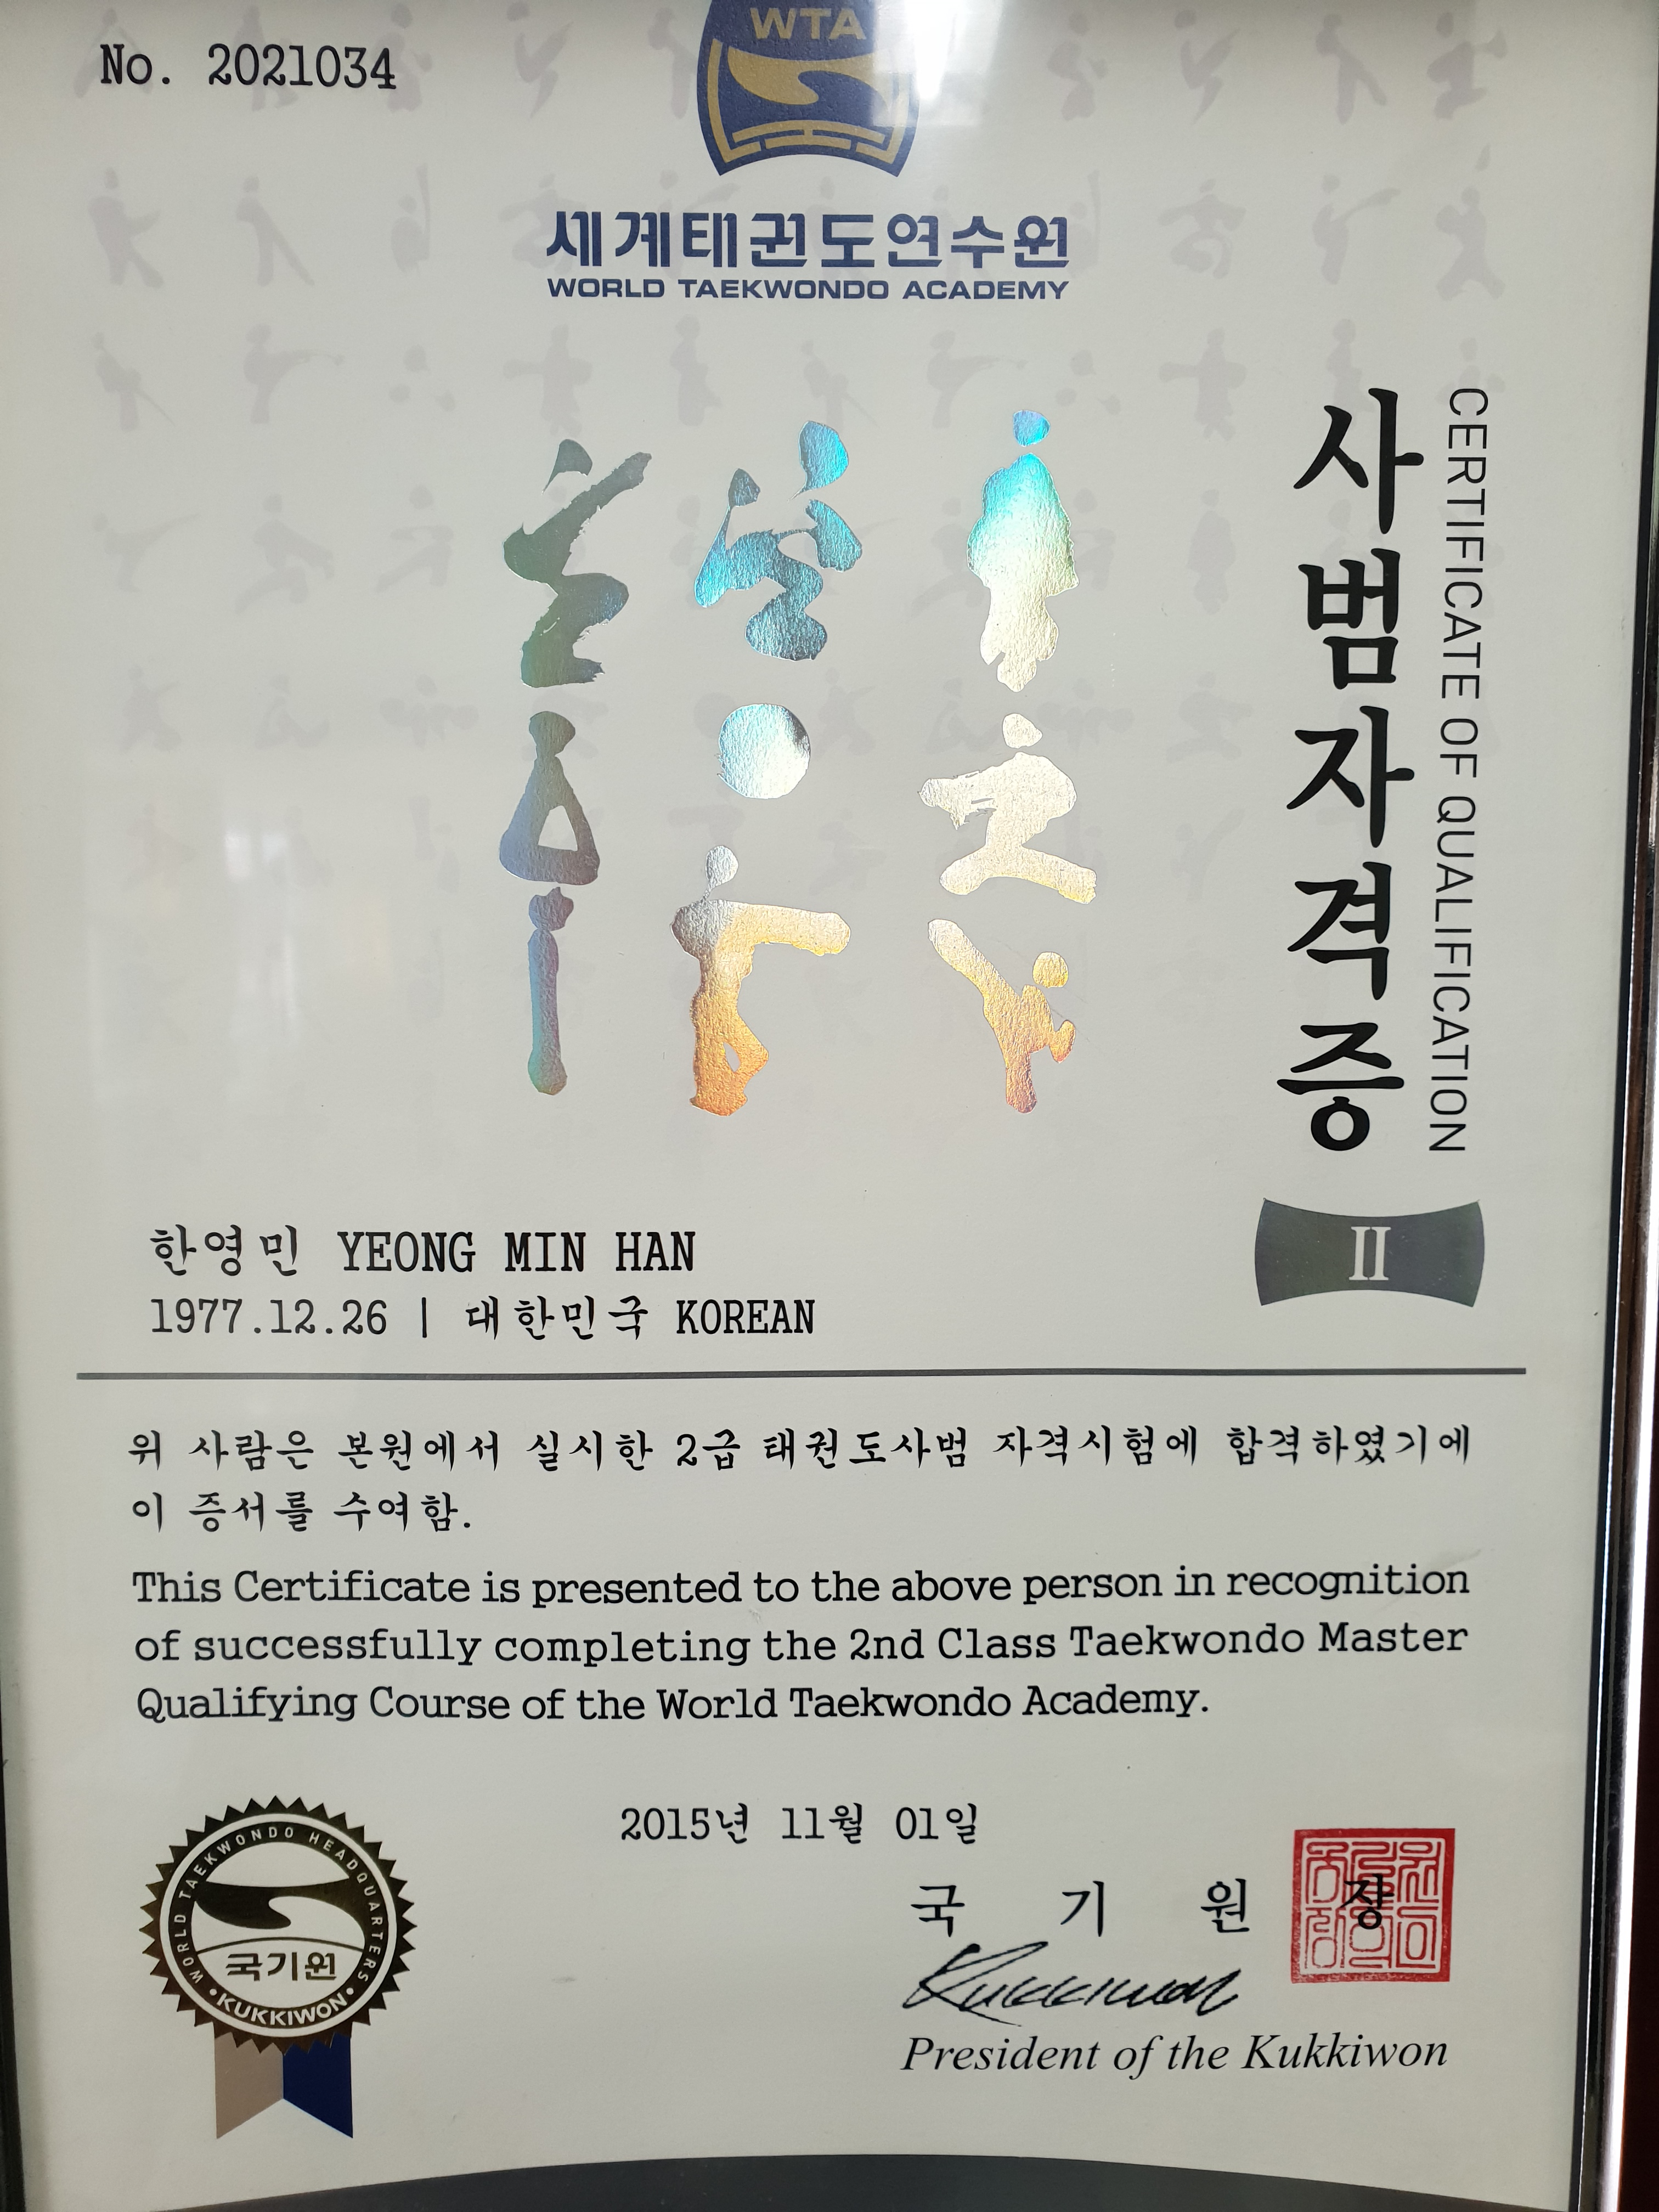 No. 2021034
WTA
세계태권도연수원
WORLD TAEKWONDO ACADEMY
사범자격증
CERTIFICATE OF QUALIFICATION
II
한영민 YEONG MIN HAN
1977.12.26 | 대한민국 KOREAN
위 사람은 본원에서 실시한 2급 태권도사범 자격시험에 합격하였기에
이 증서를 수여함.
This Certificate is presented to the above person in recognition
of successfully completing the 2nd Class Taekwondo Master
Qualifying Course of the World Taekwondo Academy.
2015년 11월 01일
국 기 원 장
Kukkiwon
President of the Kukkiwon
WORLD TAEKWONDO HEADQUARTERS
국기원
KUKKIWON